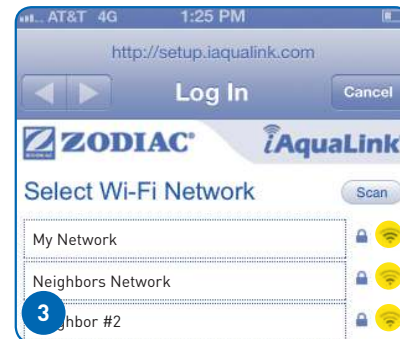 AT&T 4G 1:25 PM
http://setup.iaqualink.com
Log In Cancel
ZODIAC® iAquaLink
Select Wi-Fi Network Scan
My Network
Neighbors Network
3 hbor #2